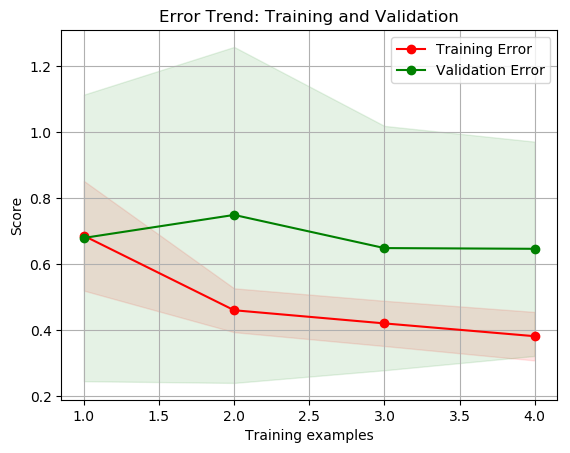 Error Trend: Training and Validation
Training Error
Validation Error
Score
1.2
1.0
0.8
0.6
0.4
0.2
1.0 1.5 2.0 2.5 3.0 3.5 4.0
Training examples